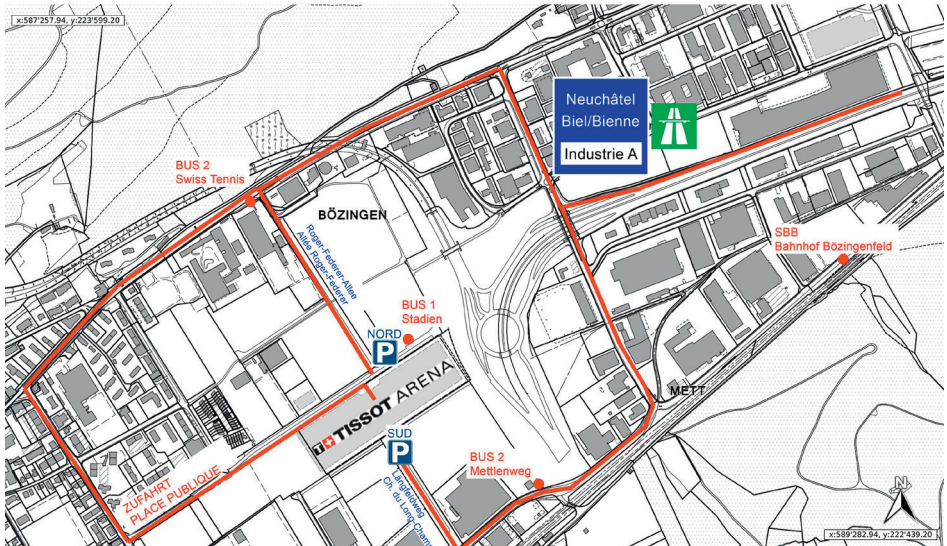 x:587'257.94, y:223'599.20
Neuchâtel
Biel/Bienne
Industrie A
BUS 2
Swiss Tennis
BÖZINGEN
Roger-Federer-Allee
Allée Roger-Federer
SBB
Bahnhof Bözingenfeld
BUS 1
Stadien
NORD
P
METT
TISSOT ARENA
SUD
P
BUS 2
Mettlenweg
ZUFAHRT
PLACE PUBLIQUE
Längfeldweg
Ch. du Long-Cham
N
x:589'282.94, y:222'439.20